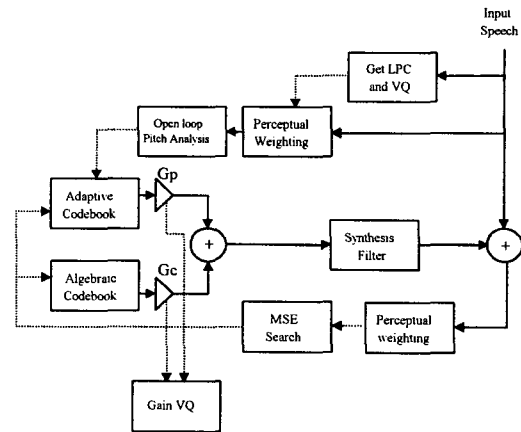 Input
Speech
Get LPC
and VQ
Open loop
Pitch Analysis
Perceptual
Weighting
Gp
Adaptive
Codebook
+
Synthesis
Filter
+
Gc
Algebraic
Codebook
MSE
Search
Perceptual
weighting
Gain VQ